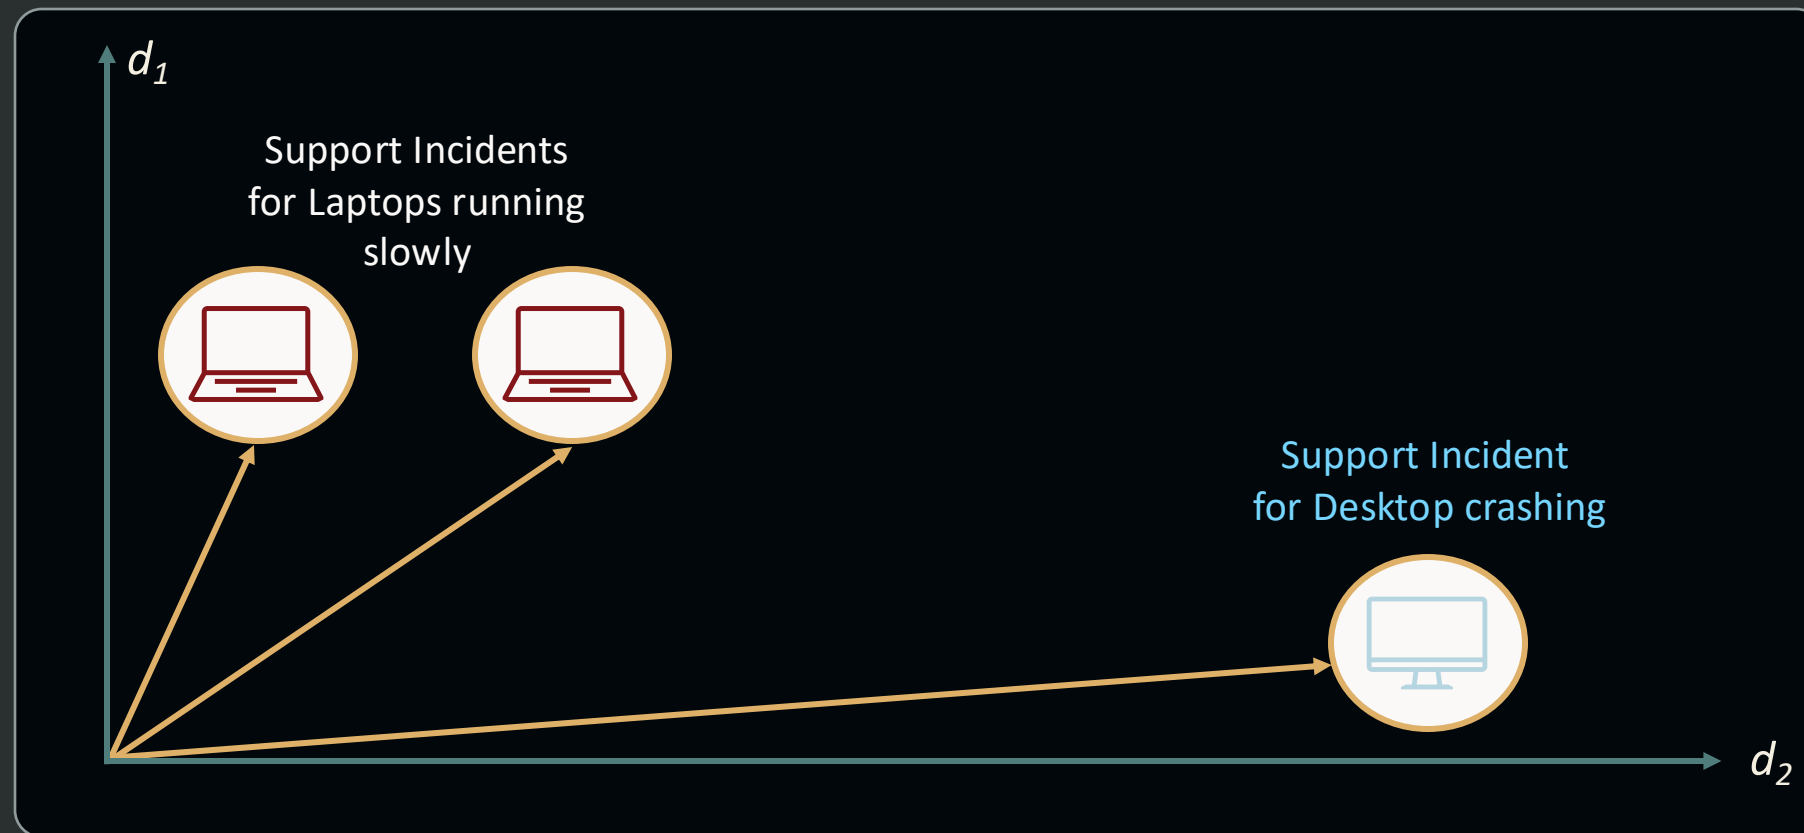 d₁
Support Incidents
for Laptops running
slowly
Support Incident
for Desktop crashing
d₂